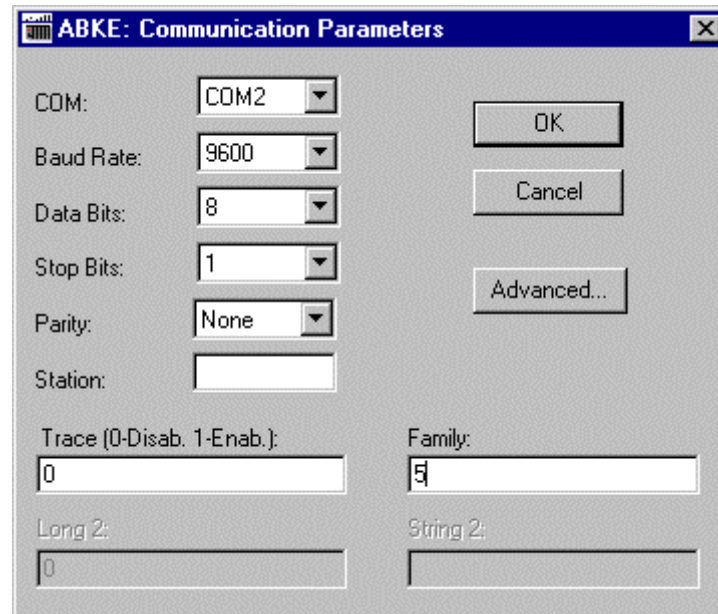 ABKE: Communication Parameters
COM: COM2
OK
Baud Rate: 9600
Cancel
Data Bits: 8
Stop Bits: 1
Advanced...
Parity: None
Station:
Trace (0-Disab. 1-Enab.): Family:
0 5
Long 2: String 2:
0